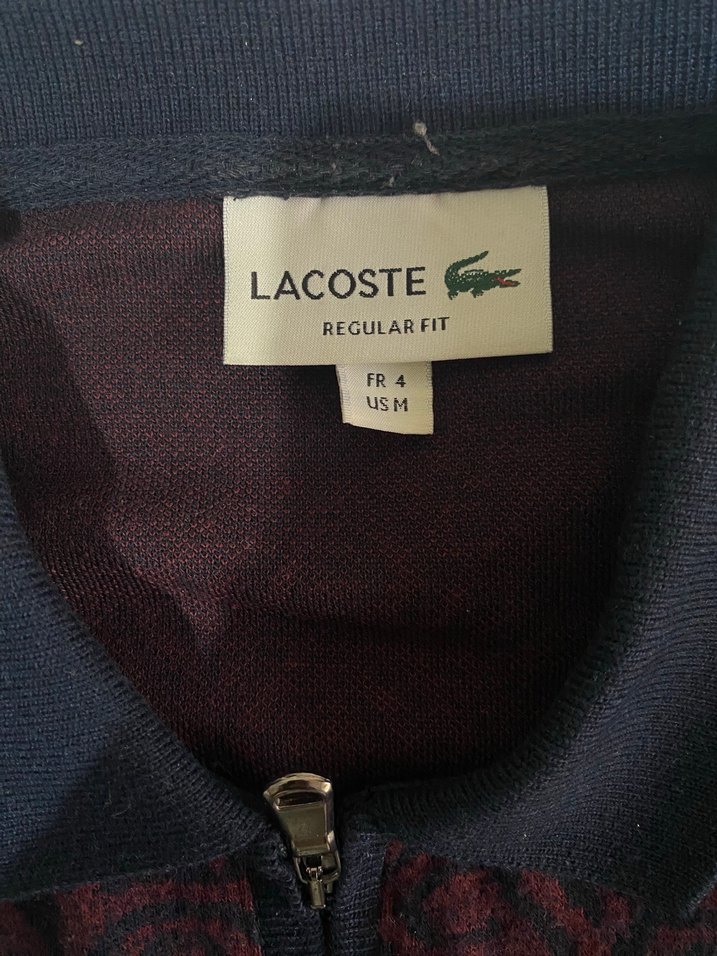 LACOSTE
REGULAR FIT
FR 4
US M